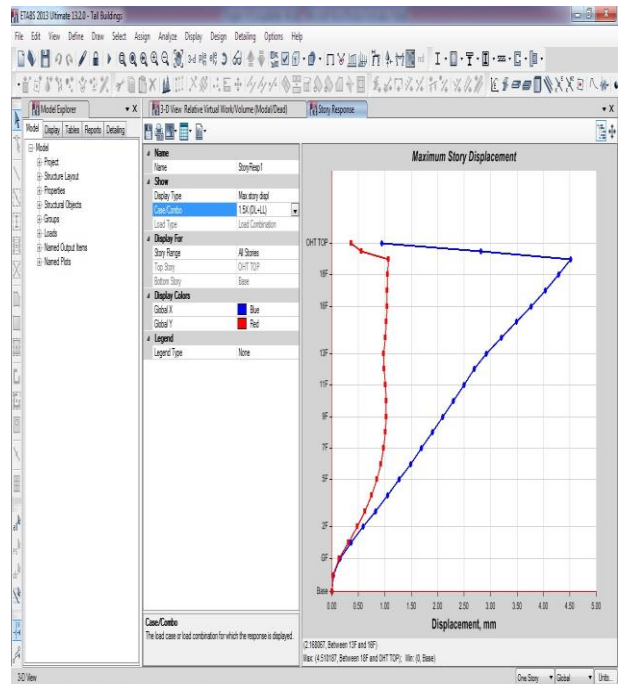 ETABS 2013 Ultimate 13.2.0 - Tall Buildings
File Edit View Define Draw Select Assign Analyze Display Design Detailing Options Help
Model Explorer
3-D View Relative Virtual Work/Volume (Modal/Dead)
Story Response
Model Display Tables Reports Detailing
Model
Project
Structure Layout
Properties
Structural Objects
Groups
Loads
Named Output Items
Named Plots
Name
Name StoryResp1
Show
Display Type Max story displ
Case/Combo 1.5X(DL+LL)
Load Type Load Combination
Display For
Story Range All Stories
Top Story OHT TOP
Bottom Story Base
Display Colors
Global X Blue
Global Y Red
Legend
Legend Type None
Case/Combo
The load case or load combination for which the response is displayed.
Maximum Story Displacement
OHT TOP
18F
16F
13F
11F
9F
7F
5F
2F
GF
Base
0.00 0.50 1.00 1.50 2.00 2.50 3.00 3.50 4.00 4.50 5.00
Displacement, mm
(2.168067, Between 13F and 16F)
Max: (4.510187, Between 18F and OHT TOP); Min: (0, Base)
3-D View
One Story Global Units...